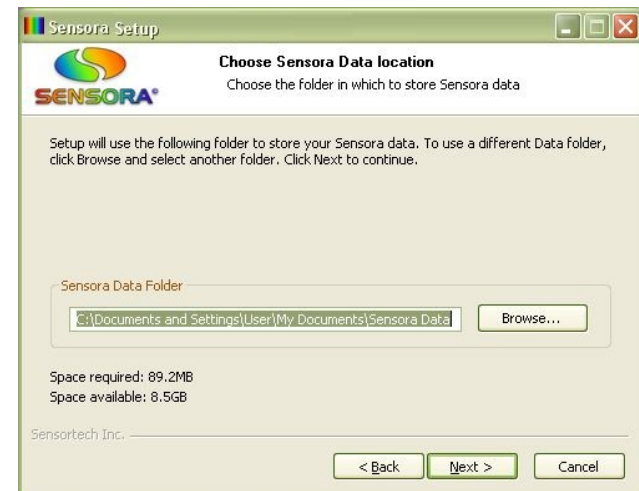 Sensora Setup
SENSORA
Choose Sensora Data location
Choose the folder in which to store Sensora data
Setup will use the following folder to store your Sensora data. To use a different Data folder,
click Browse and select another folder. Click Next to continue.
Sensora Data Folder
C:\Documents and Settings\User\My Documents\Sensora Data
Browse...
Space required: 89.2MB
Space available: 8.5GB
Sensortech Inc.
< Back
Next >
Cancel